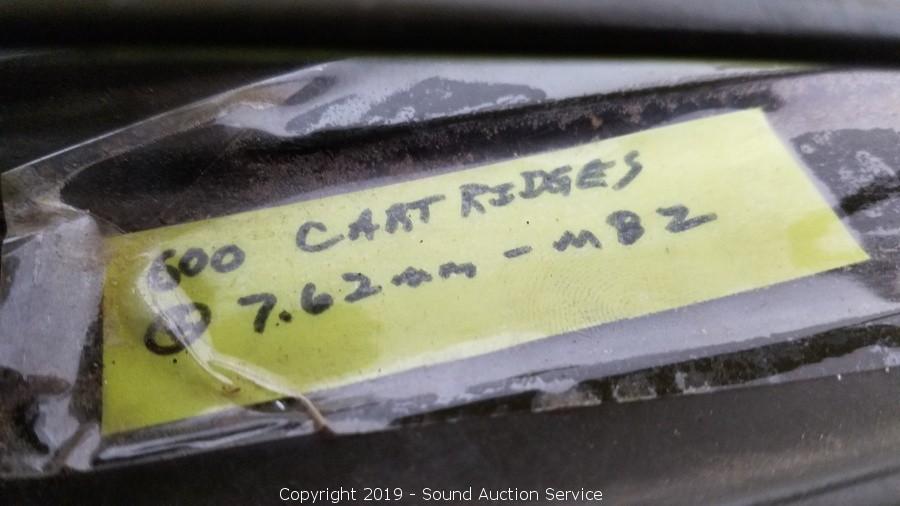 600 CARTRIDGES
7.62mm - M82
Copyright 2019 - Sound Auction Service